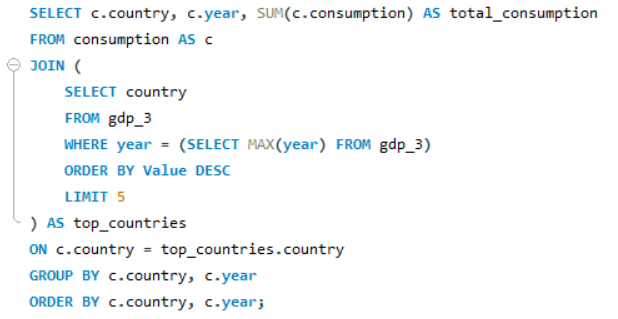 SELECT c.country, c.year, SUM(c.consumption) AS total_consumption
FROM consumption AS c
JOIN (
    SELECT country
    FROM gdp_3
    WHERE year = (SELECT MAX(year) FROM gdp_3)
    ORDER BY Value DESC
    LIMIT 5
) AS top_countries
ON c.country = top_countries.country
GROUP BY c.country, c.year
ORDER BY c.country, c.year;